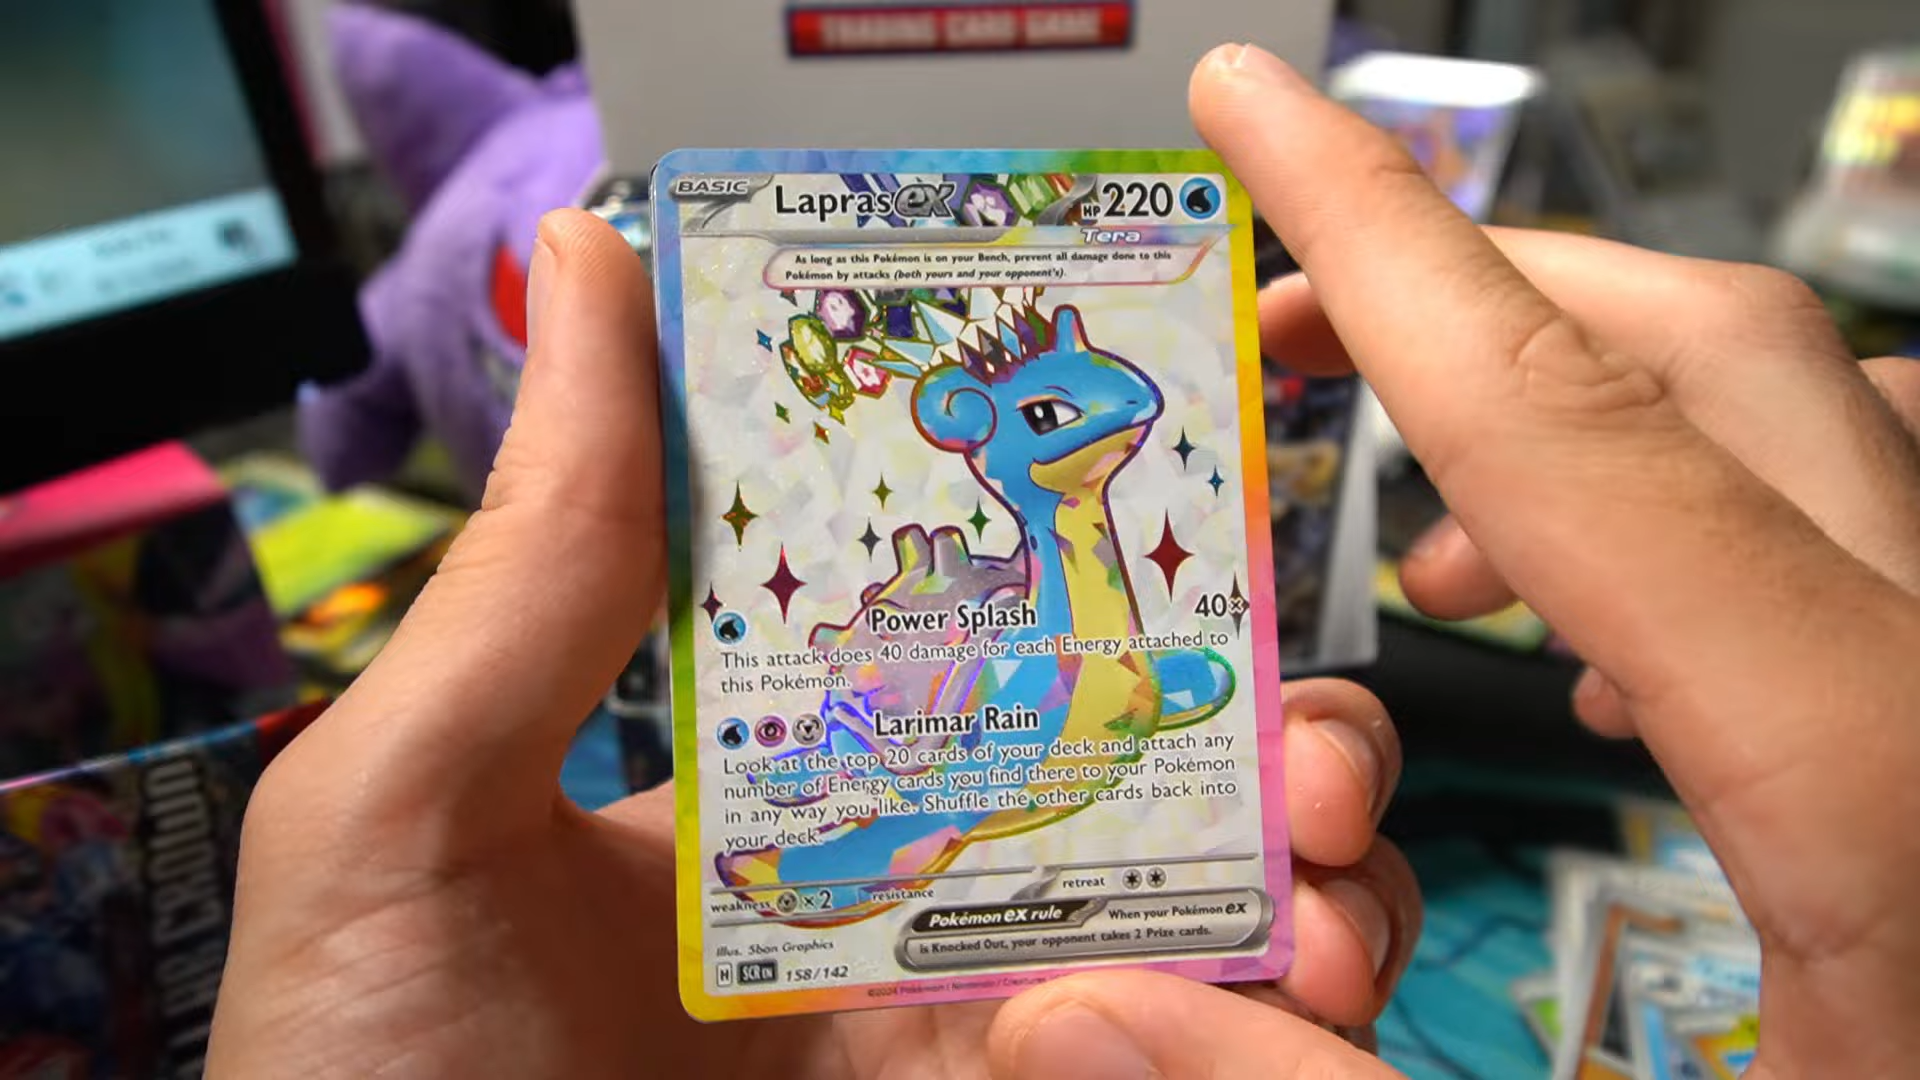 TRADING CARD GAME
BASIC
Lapras ex
HP 220
Tera
As long as this Pokémon is on your Bench, prevent all damage done to this
Pokémon by attacks (both yours and your opponent's).
Power Splash 40×
This attack does 40 damage for each Energy attached to
this Pokémon.
Larimar Rain
Look at the top 20 cards of your deck and attach any
number of Energy cards you find there to your Pokémon
in any way you like. Shuffle the other cards back into
your deck.
weakness ×2 resistance
retreat
Pokémon ex rule When your Pokémon ex
is Knocked Out, your opponent takes 2 Prize cards.
Illus. 5ban Graphics
H SCR EN 158/142
©2024 Pokémon / Nintendo / Creatures
CROWN